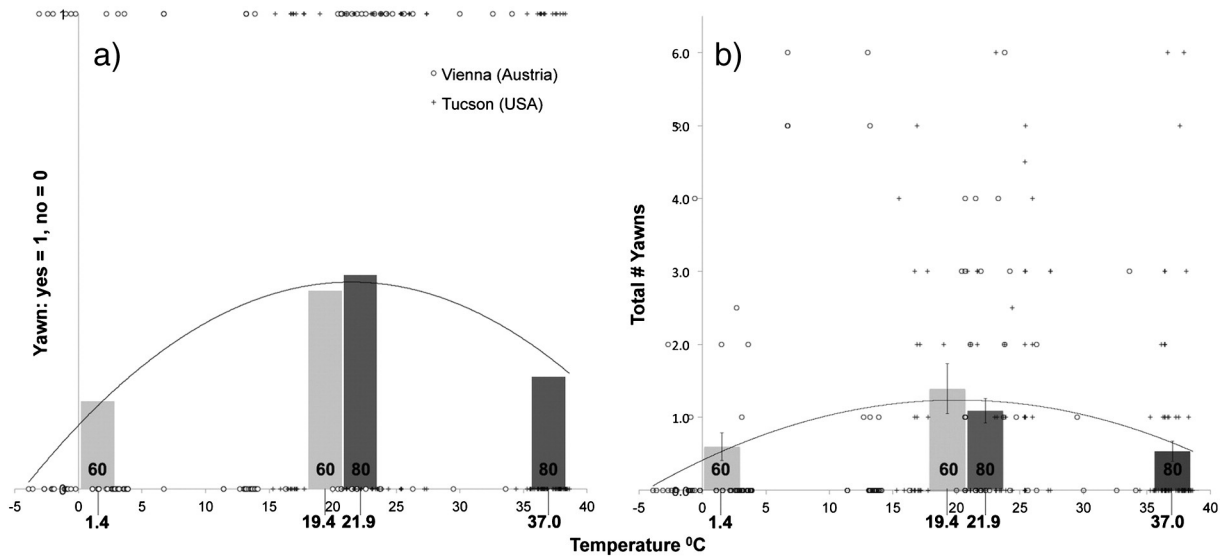 a)
Vienna (Austria)
Tucson (USA)
Yawn: yes = 1, no = 0
1
0
60
60
80
80
-5 0 5 10 15 20 25 30 35 40
1.4 19.4 21.9 37.0
b)
Total # Yawns
6.0
5.0
4.0
3.0
2.0
1.0
0.0
60
60
80
80
-5 0 5 10 15 20 25 30 35 40
1.4 19.4 21.9 37.0
Temperature ⁰C